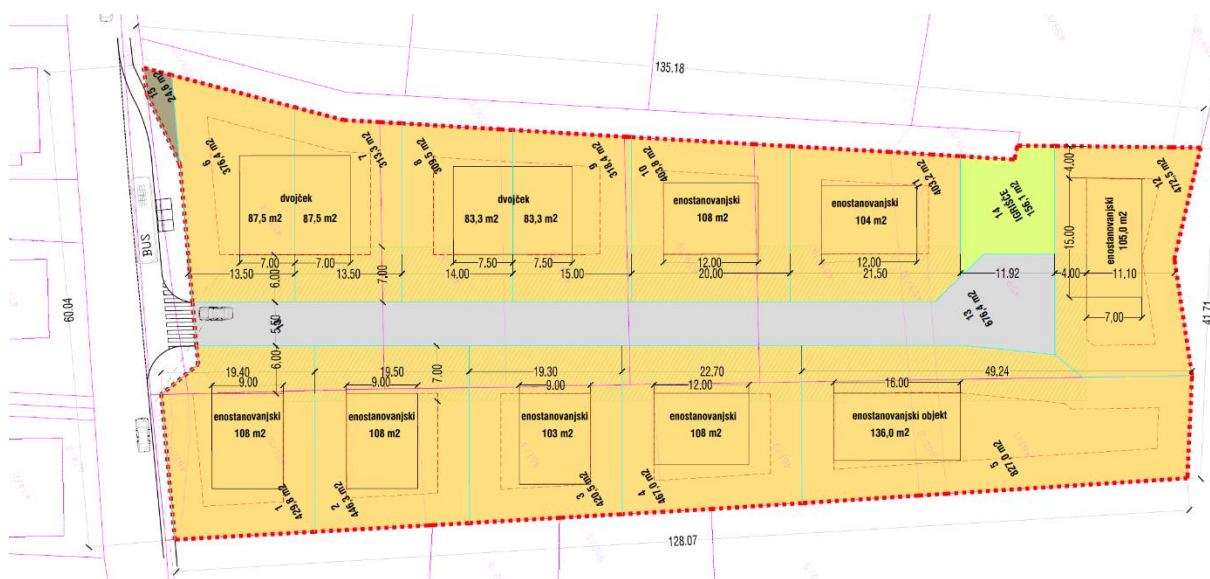 135.18
60.04
41.71
128.07
BUS
15
24,6 m2
6
376,4 m2
7
313,3 m2
8
309,5 m2
9
318,4 m2
10
403,8 m2
11
403,2 m2
12
472,5 m2
14
IGRIŠČE
156,1 m2
13
676,4 m2
dvojček
87,5 m2
87,5 m2
dvojček
83,3 m2
83,3 m2
enostanovanjski
108 m2
enostanovanjski
104 m2
enostanovanjski
105,0 m2
7.00
7.00
7.50
7.50
12.00
12.00
13.50
6.00
13.50
7.00
14.00
15.00
20.00
21.50
11.92
4.00
11.10
4.00
15.00
7,00
6.00
7.00
19.40
19.50
19.30
22.70
49.24
9.00
9.00
9.00
12.00
16.00
enostanovanjski
108 m2
enostanovanjski
108 m2
enostanovanjski
103 m2
enostanovanjski
108 m2
enostanovanjski objekt
136,0 m2
1
429,8 m2
2
446,3 m2
3
420,5 m2
4
467,0 m2
5
827,0 m2